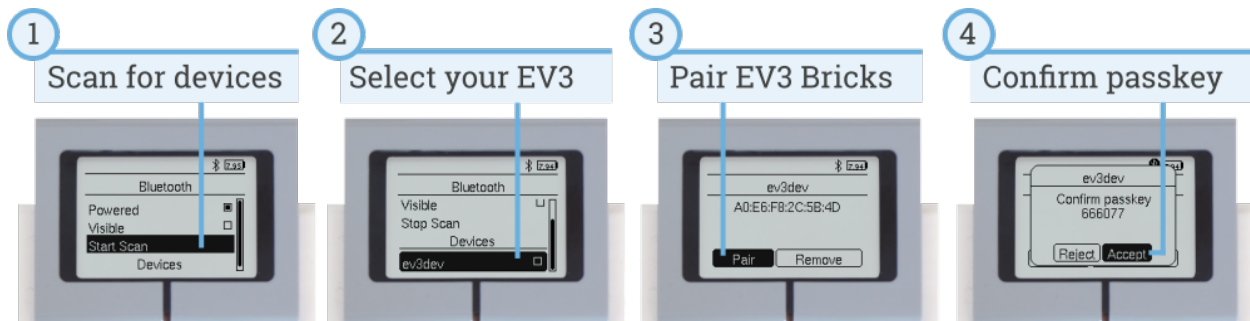 1
Scan for devices
7.93
Bluetooth
Powered
Visible
Start Scan
Devices
2
Select your EV3
7.94
Bluetooth
Visible
Stop Scan
Devices
ev3dev
3
Pair EV3 Bricks
7.94
ev3dev
A0:E6:F8:2C:5B:4D
Pair Remove
4
Confirm passkey
ev3dev
Confirm passkey
666077
Reject Accept